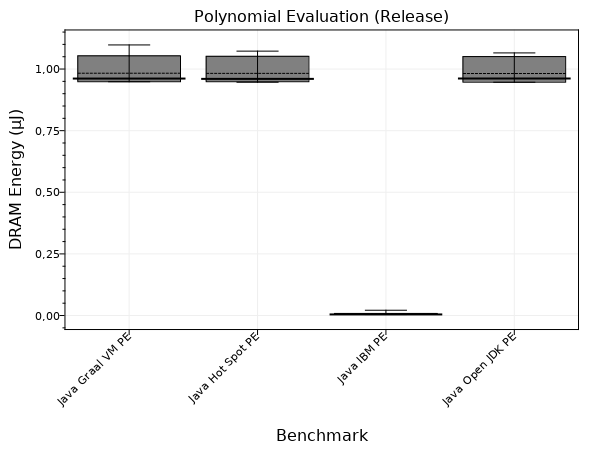 Polynomial Evaluation (Release)
DRAM Energy (µJ)
1,00
0,75
0,50
0,25
0,00
Java Graal VM PE
Java Hot Spot PE
Java IBM PE
Java Open JDK PE
Benchmark